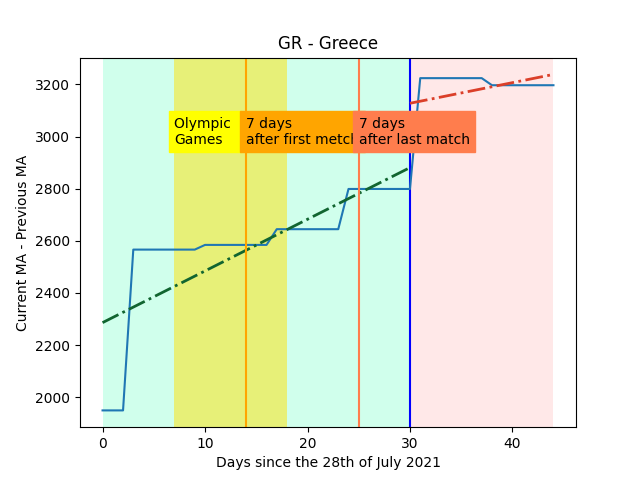 GR - Greece
Current MA - Previous MA
3200
3000
2800
2600
2400
2200
2000
Olympic
Games
7 days
after first metcl
7 days
after last match
0
10
20
30
40
Days since the 28th of July 2021